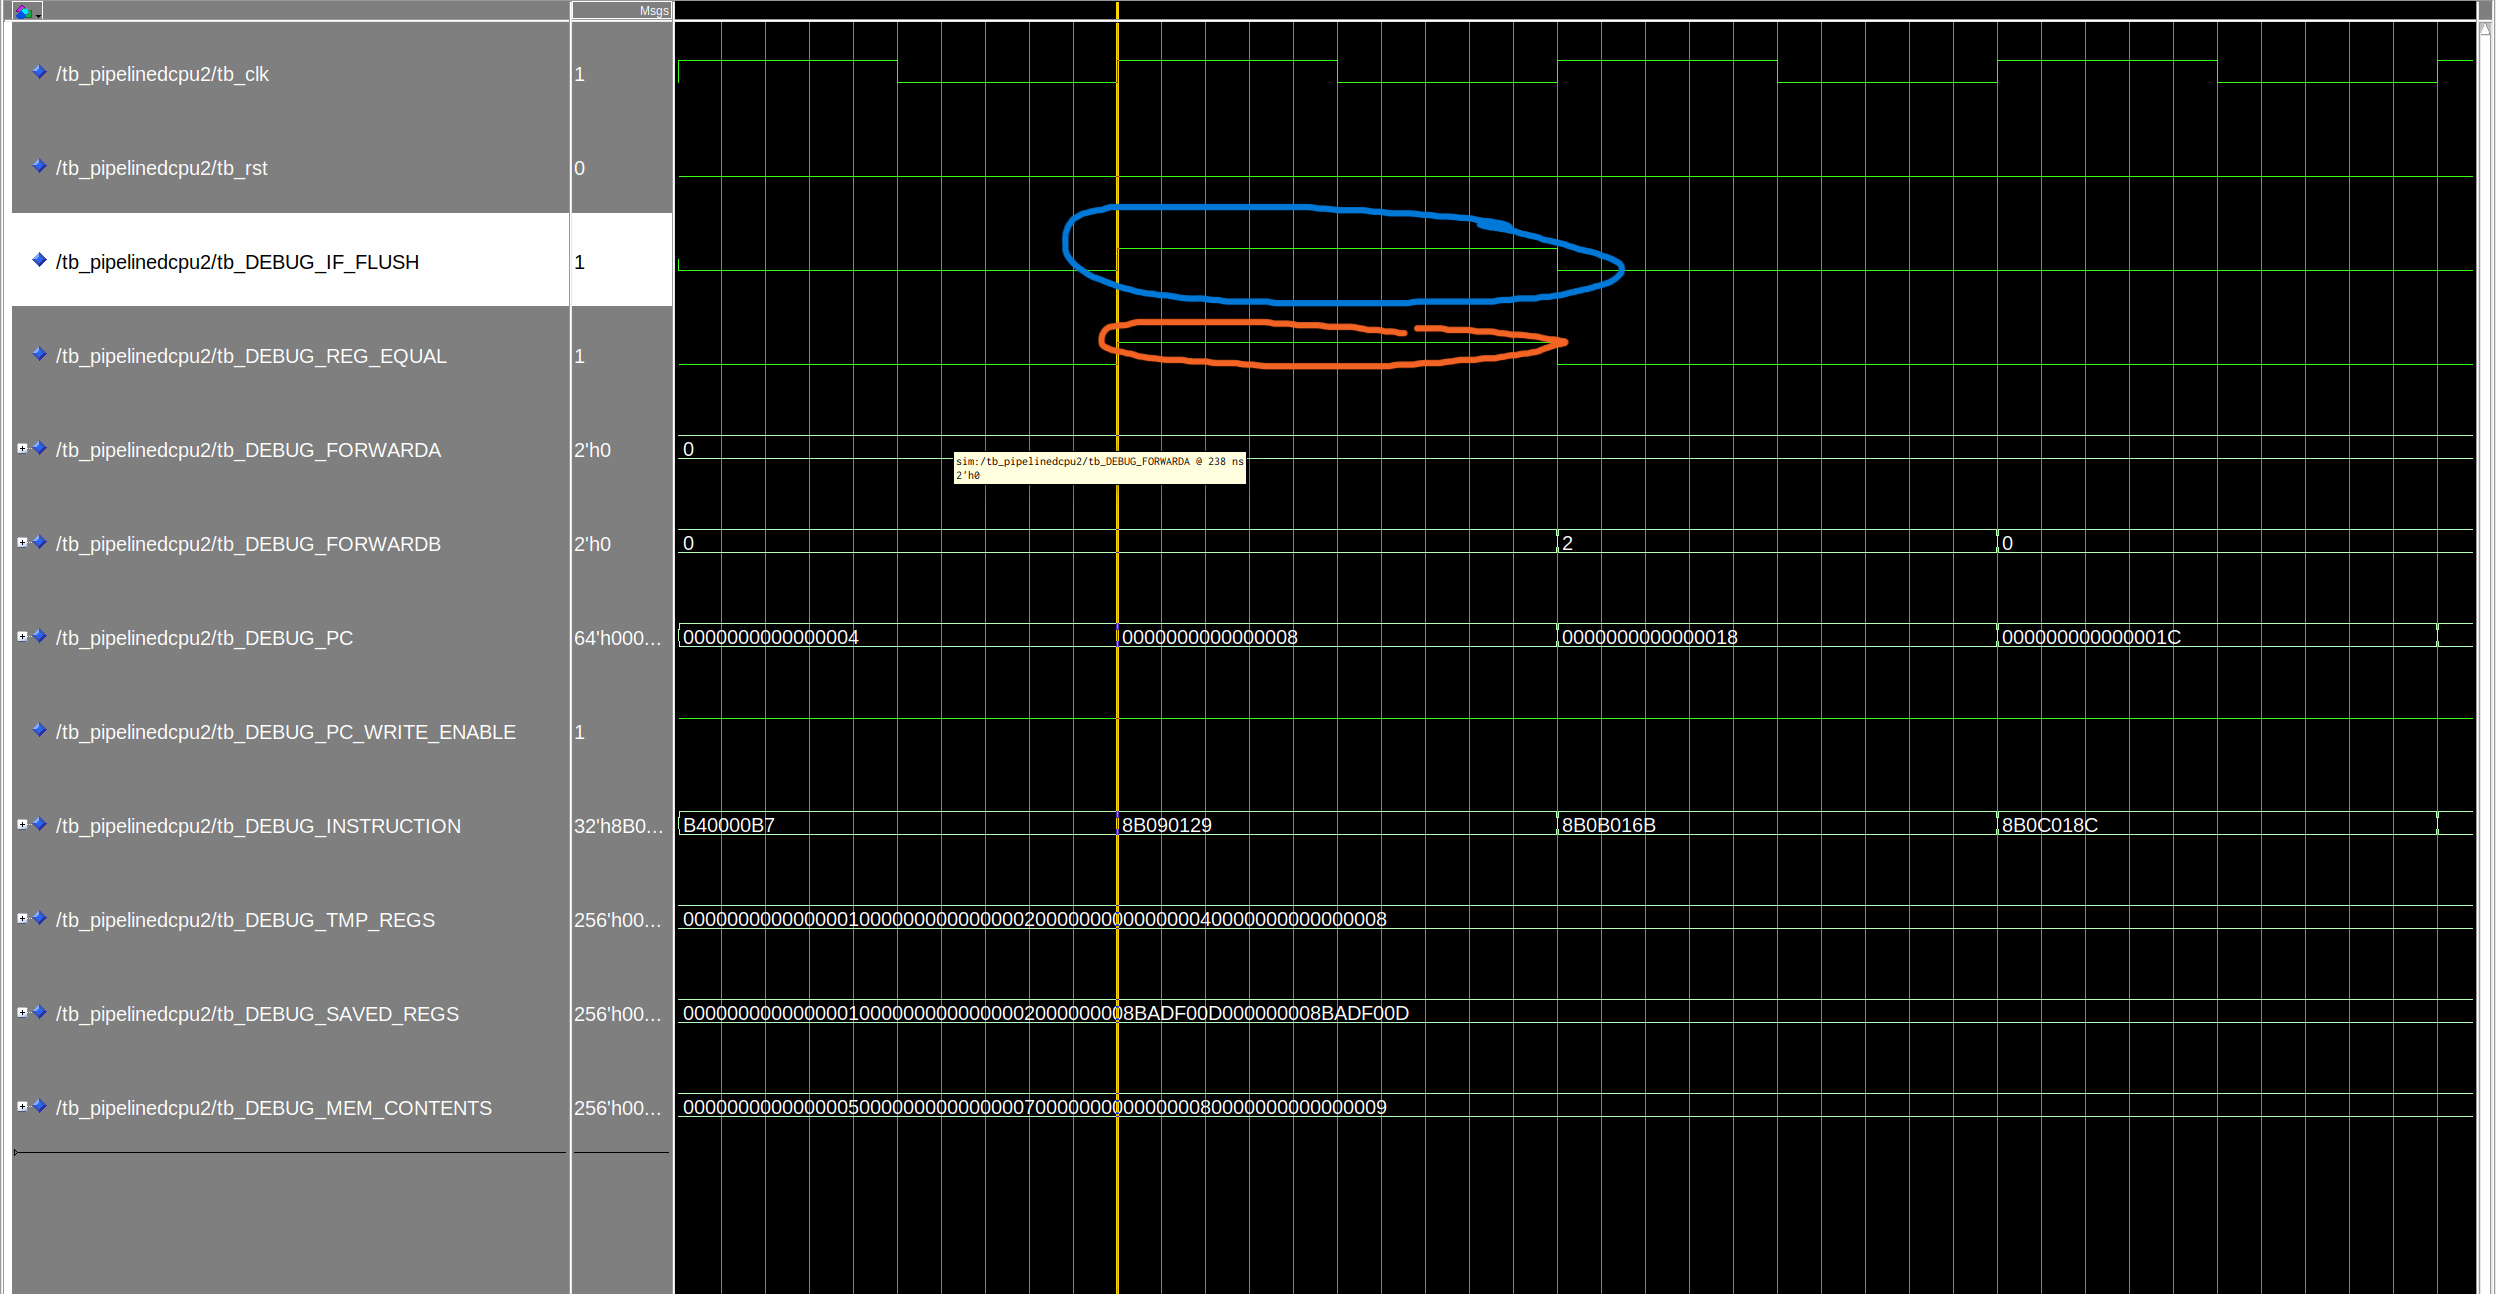 Msgs
/tb_pipelinedcpu2/tb_clk 1
/tb_pipelinedcpu2/tb_rst 0
/tb_pipelinedcpu2/tb_DEBUG_IF_FLUSH 1
/tb_pipelinedcpu2/tb_DEBUG_REG_EQUAL 1
/tb_pipelinedcpu2/tb_DEBUG_FORWARDA 2'h0 0
sim:/tb_pipelinedcpu2/tb_DEBUG_FORWARDA @ 238 ns
2'h0
/tb_pipelinedcpu2/tb_DEBUG_FORWARDB 2'h0 0 2 0
/tb_pipelinedcpu2/tb_DEBUG_PC 64'h000... 0000000000000004 0000000000000008 0000000000000018 000000000000001C
/tb_pipelinedcpu2/tb_DEBUG_PC_WRITE_ENABLE 1
/tb_pipelinedcpu2/tb_DEBUG_INSTRUCTION 32'h8B0... B40000B7 8B090129 8B0B016B 8B0C018C
/tb_pipelinedcpu2/tb_DEBUG_TMP_REGS 256'h00... 0000000000000001000000000000000200000000000000040000000000000008
/tb_pipelinedcpu2/tb_DEBUG_SAVED_REGS 256'h00... 00000000000000010000000000000002000000008BADF00D000000008BADF00D
/tb_pipelinedcpu2/tb_DEBUG_MEM_CONTENTS 256'h00... 0000000000000005000000000000000700000000000000080000000000000009